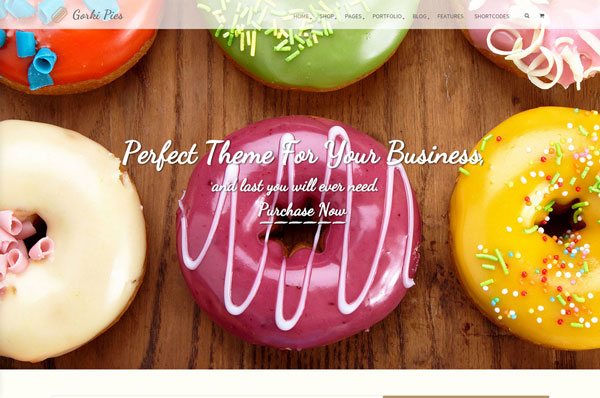 Gorki Pies
HOME SHOP PAGES PORTFOLIO BLOG FEATURES SHORTCODES
Perfect Theme For Your Business,
and last you will ever need.
Purchase Now